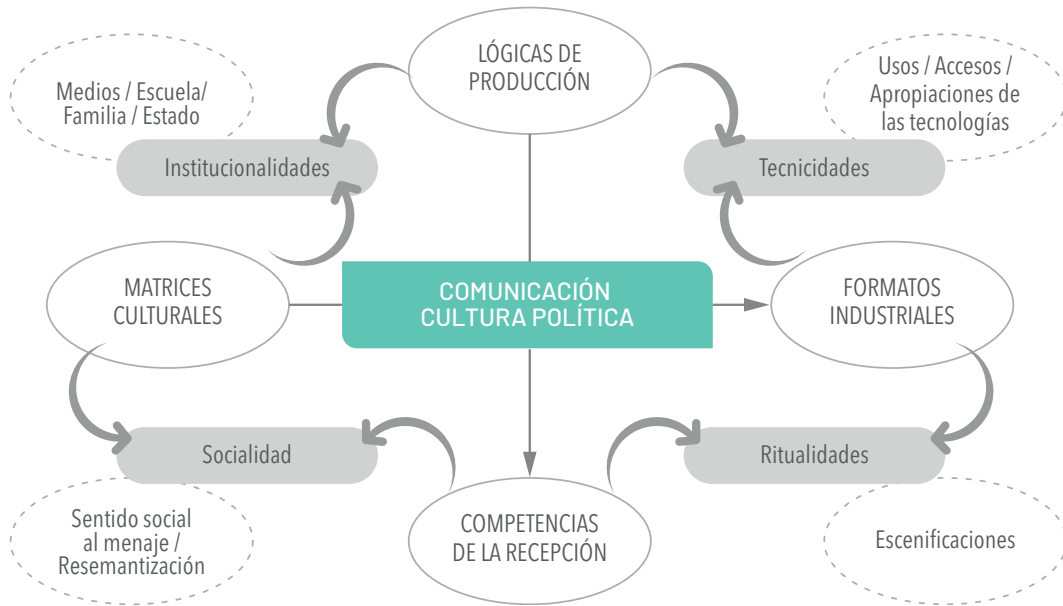 LÓGICAS DE
PRODUCCIÓN
Medios / Escuela/
Familia / Estado
Usos / Accesos /
Apropiaciones de
las tecnologías
Institucionalidades
Tecnicidades
MATRICES
CULTURALES
COMUNICACIÓN
CULTURA POLÍTICA
FORMATOS
INDUSTRIALES
Socialidad
Ritualidades
Sentido social
al menaje /
Resemantización
COMPETENCIAS
DE LA RECEPCIÓN
Escenificaciones